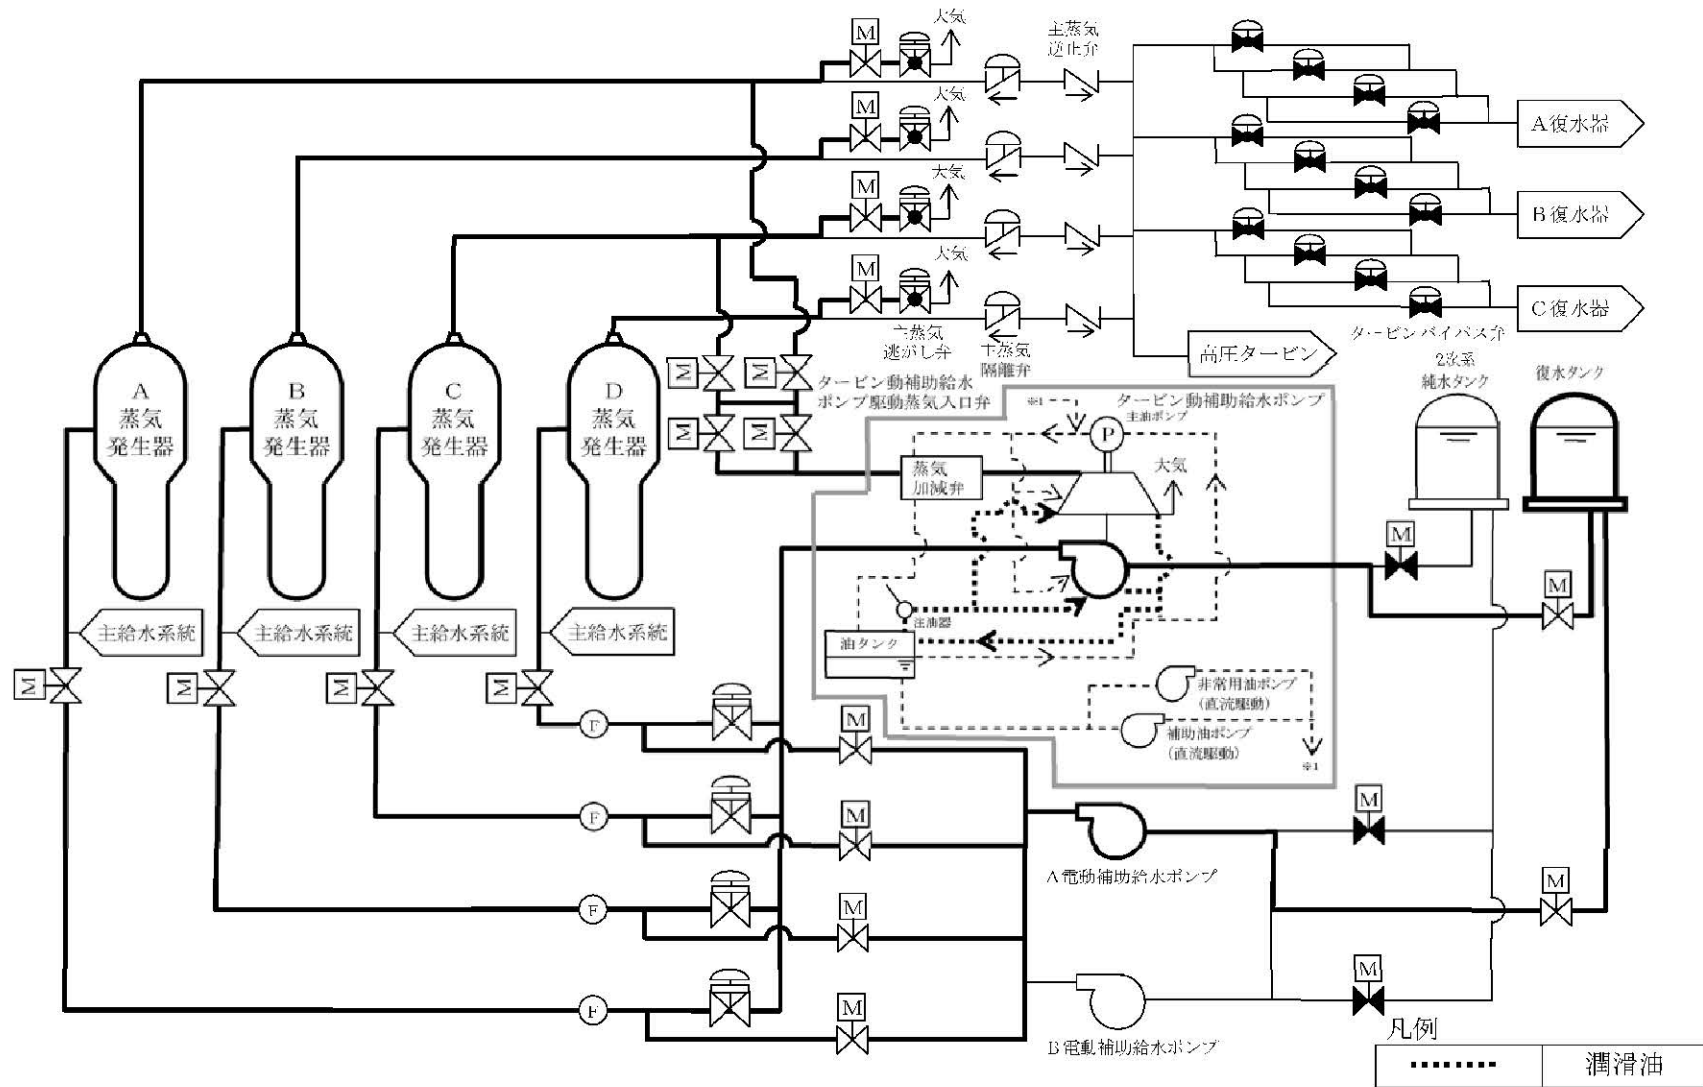 大気
M
主蒸気
逆止弁
大気
M
A復水器
大気
M
B復水器
大気
M
C復水器
主蒸気
逃がし弁
主蒸気
隔離弁
高圧タービン
タービンバイパス弁
2次系
純水タンク
復水タンク
A
蒸気
発生器
B
蒸気
発生器
C
蒸気
発生器
D
蒸気
発生器
M
M
M
M
タービン動補助給水
ポンプ駆動蒸気入口弁
※1
タービン動補助給水ポンプ
主油ポンプ
P
蒸気
加減弁
大気
M
M
主給水系統
主給水系統
主給水系統
主給水系統
注油器
油タンク
M
M
M
M
非常用油ポンプ
(直流駆動)
補助油ポンプ
(直流駆動)
※1
F
M
F
M
M
A電動補助給水ポンプ
F
M
M
F
M
M
B電動補助給水ポンプ
凡例
潤滑油